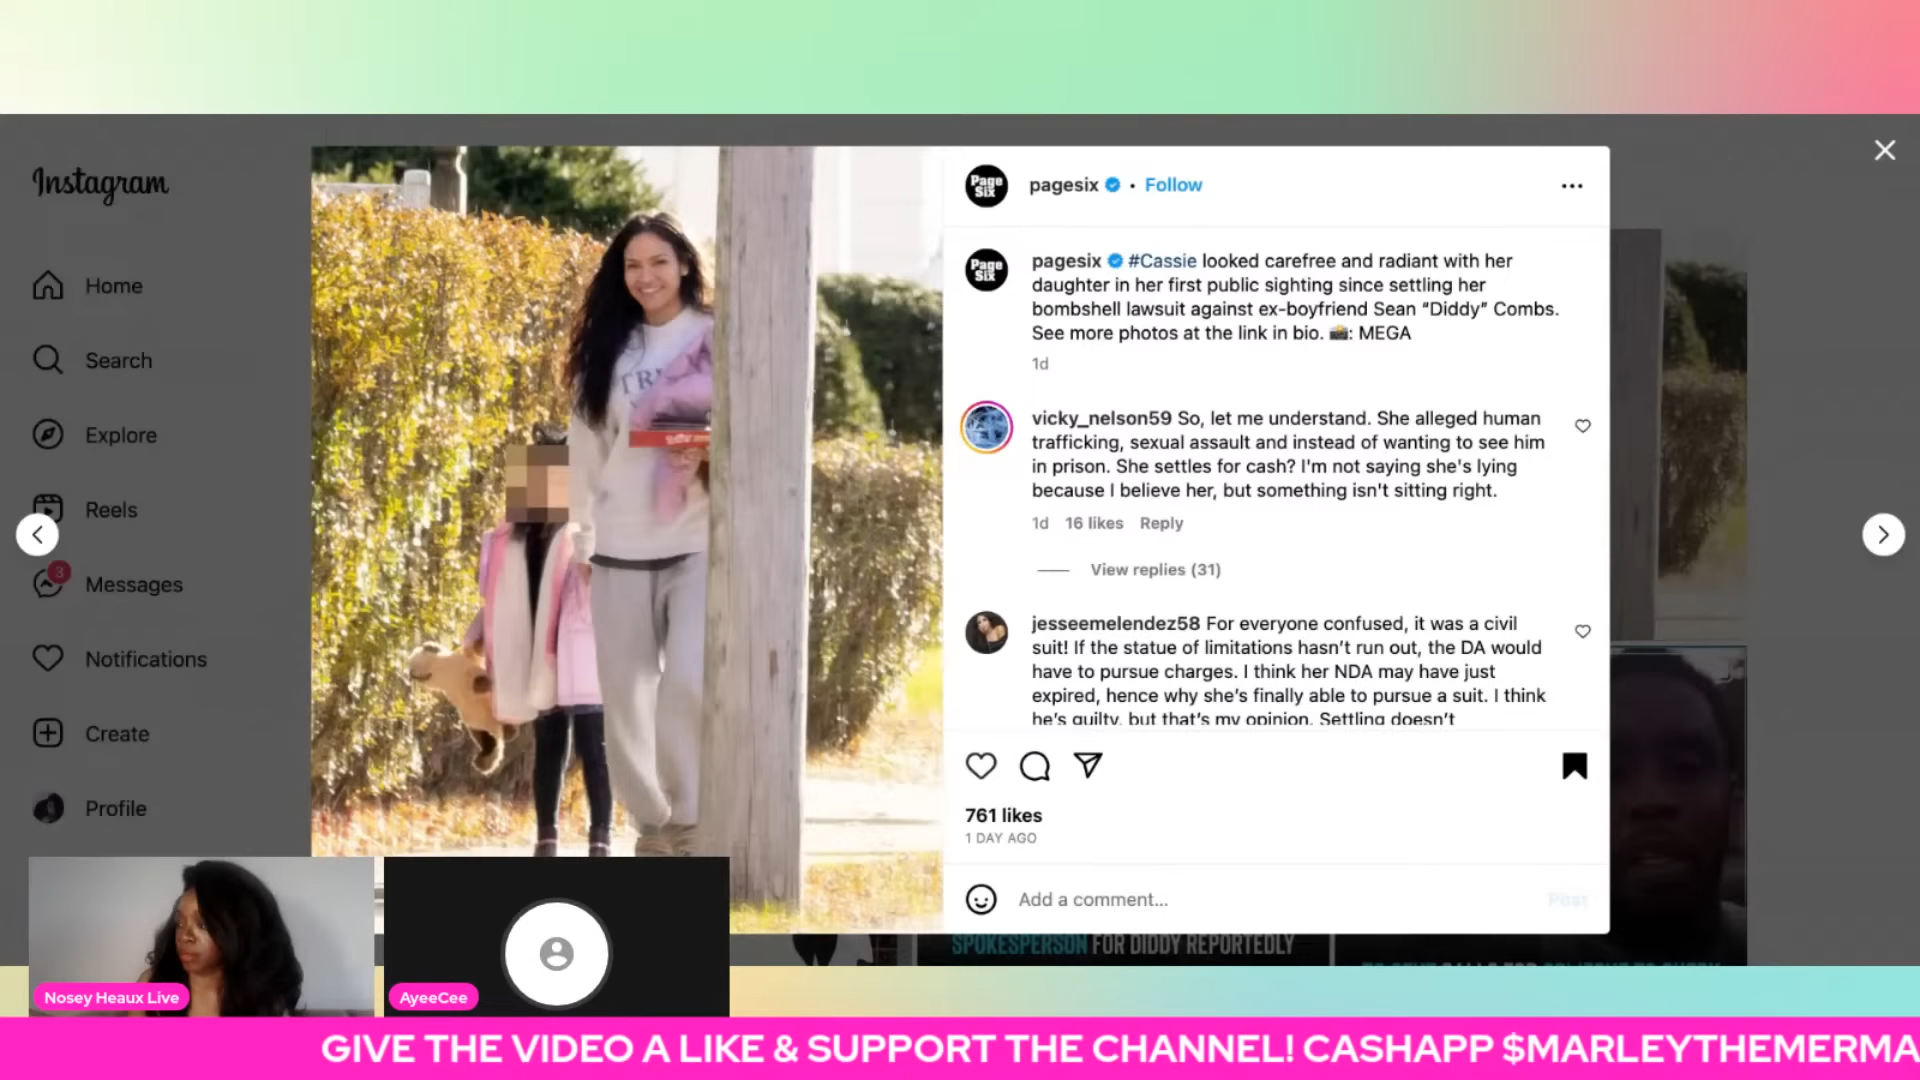 Instagram
Home
Search
Explore
Reels
3
Messages
Notifications
Create
Profile
TRI
Page Six
pagesix • Follow
Page Six
pagesix #Cassie looked carefree and radiant with her
daughter in her first public sighting since settling her
bombshell lawsuit against ex-boyfriend Sean “Diddy” Combs.
See more photos at the link in bio. 📸: MEGA
1d
vicky_nelson59 So, let me understand. She alleged human
trafficking, sexual assault and instead of wanting to see him
in prison. She settles for cash? I'm not saying she's lying
because I believe her, but something isn't sitting right.
1d 16 likes Reply
View replies (31)
jesseemelendez58 For everyone confused, it was a civil
suit! If the statue of limitations hasn’t run out, the DA would
have to pursue charges. I think her NDA may have just
expired, hence why she’s finally able to pursue a suit. I think
he’s guilty, but that’s my opinion. Settling doesn’t
761 likes
1 DAY AGO
Add a comment...
Post
SPOKESPERSON FOR DIDDY REPORTEDLY
Nosey Heaux Live
AyeeCee
GIVE THE VIDEO A LIKE & SUPPORT THE CHANNEL! CASHAPP $MARLEYTHEMERMA